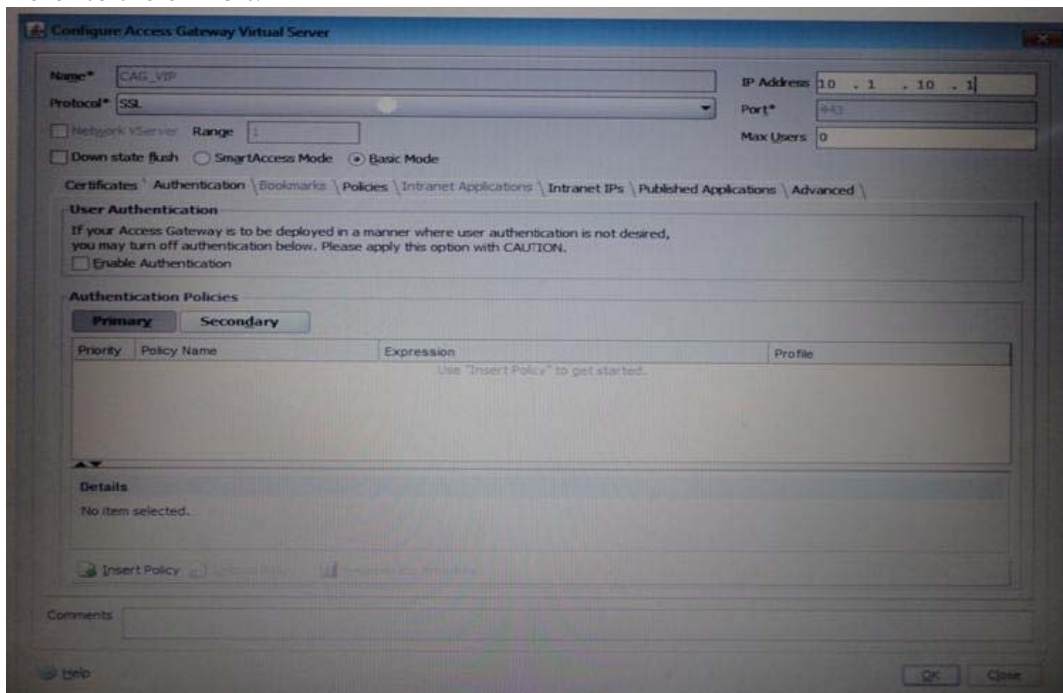 Configure Access Gateway Virtual Server
Name* CAG_VIP
IP Address 10 . 1 . 10 . 1
Protocol* SSL
Port* 443
Network VServer Range 1
Max Users 0
Down state flush SmartAccess Mode Basic Mode
Certificates Authentication Bookmarks Policies Intranet Applications Intranet IPs Published Applications Advanced
User Authentication
If your Access Gateway is to be deployed in a manner where user authentication is not desired,
you may turn off authentication below. Please apply this option with CAUTION.
Enable Authentication
Authentication Policies
Primary Secondary
Priority Policy Name Expression Profile
Use "Insert Policy" to get started.
Details
No item selected.
Insert Policy
Comments
Help
OK Close